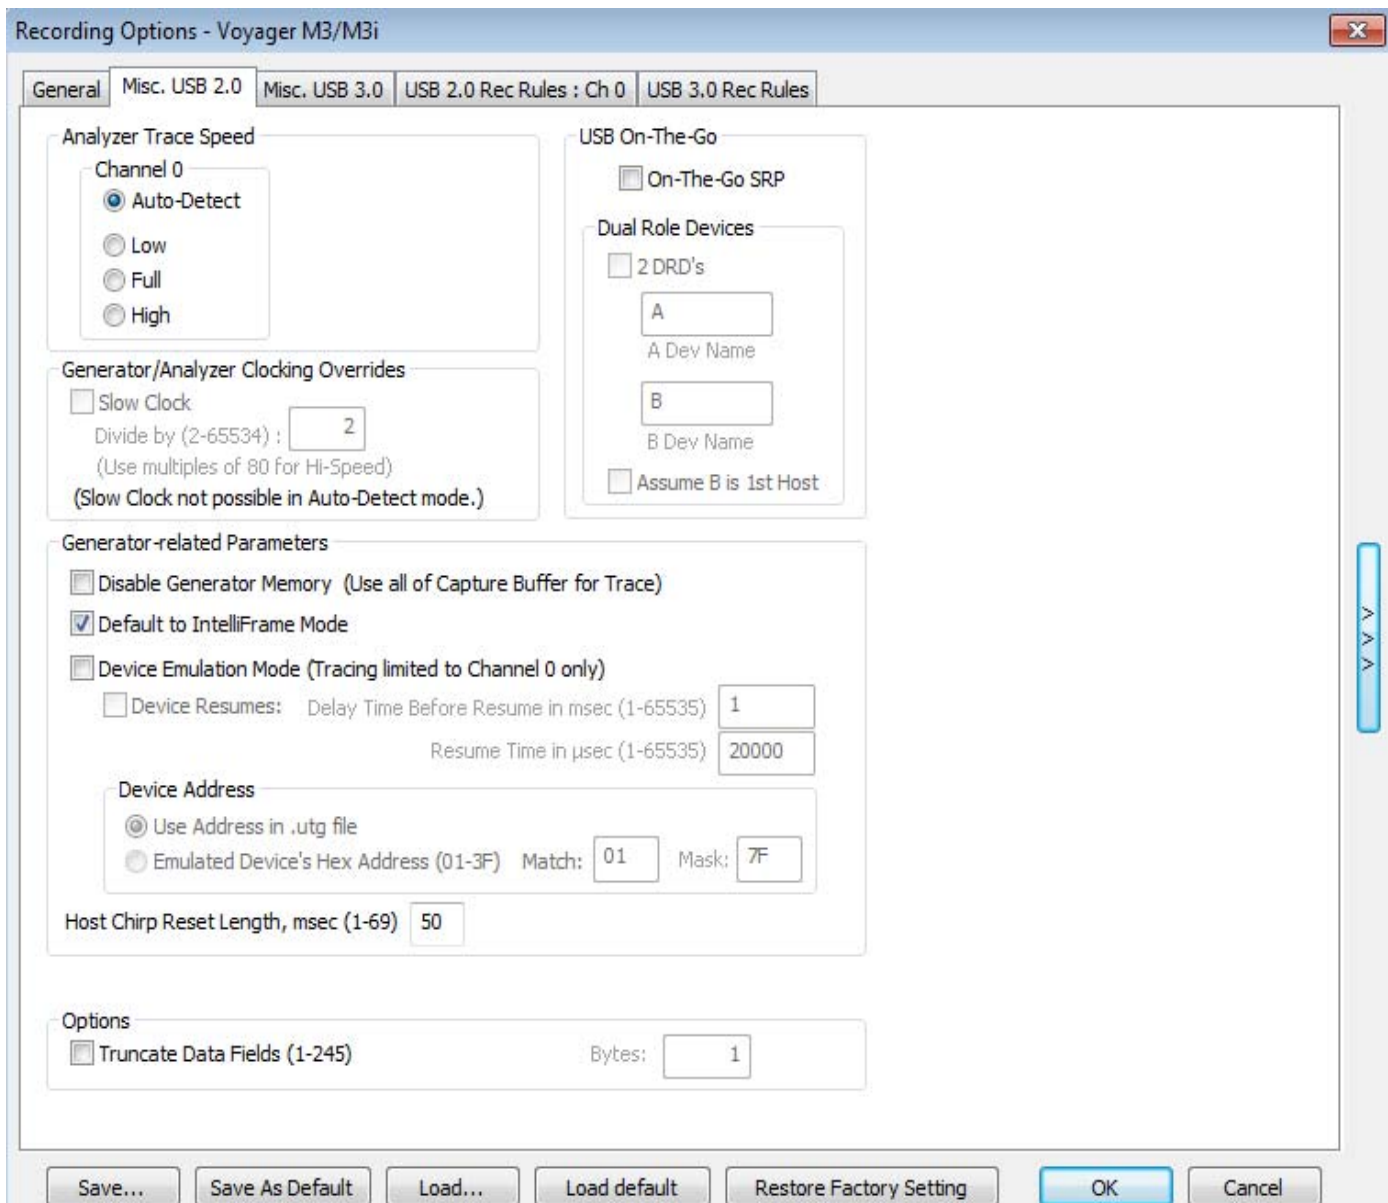 Recording Options - Voyager M3/M3i
General
Misc. USB 2.0
Misc. USB 3.0
USB 2.0 Rec Rules : Ch 0
USB 3.0 Rec Rules
Analyzer Trace Speed
Channel 0
Auto-Detect
Low
Full
High
Generator/Analyzer Clocking Overrides
Slow Clock
Divide by (2-65534) : 2
(Use multiples of 80 for Hi-Speed)
(Slow Clock not possible in Auto-Detect mode.)
USB On-The-Go
On-The-Go SRP
Dual Role Devices
2 DRD's
A
A Dev Name
B
B Dev Name
Assume B is 1st Host
Generator-related Parameters
Disable Generator Memory (Use all of Capture Buffer for Trace)
Default to IntelliFrame Mode
Device Emulation Mode (Tracing limited to Channel 0 only)
Device Resumes: Delay Time Before Resume in msec (1-65535) 1
Resume Time in µsec (1-65535) 20000
Device Address
Use Address in .utg file
Emulated Device's Hex Address (01-3F) Match: 01 Mask: 7F
Host Chirp Reset Length, msec (1-69) 50
Options
Truncate Data Fields (1-245) Bytes: 1
>
>
>
Save...
Save As Default
Load...
Load default
Restore Factory Setting
OK
Cancel